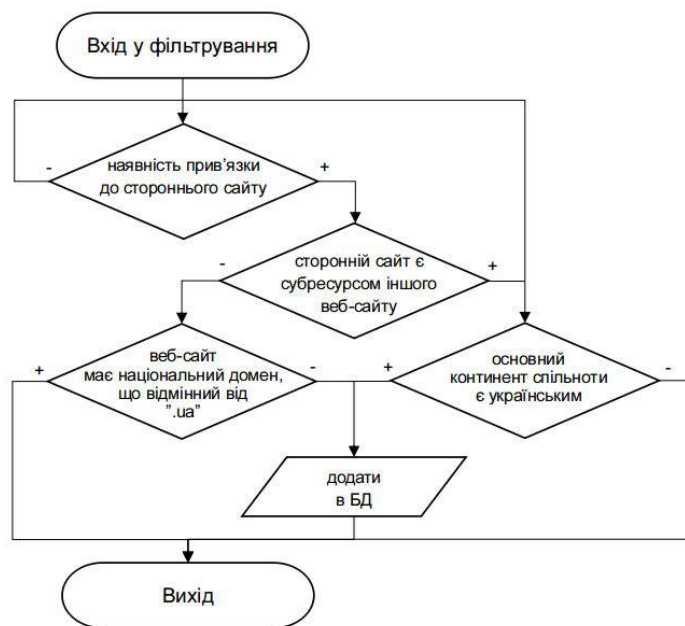 Вхід у фільтрування
-
наявність прив’язки
до стороннього сайту
+
-
сторонній сайт є
субресурсом іншого
веб-сайту
+
+
веб-сайт
має національний домен,
що відмінний від
”.ua”
-
+
основний
континент спільноти
є українським
-
додати
в БД
Вихід